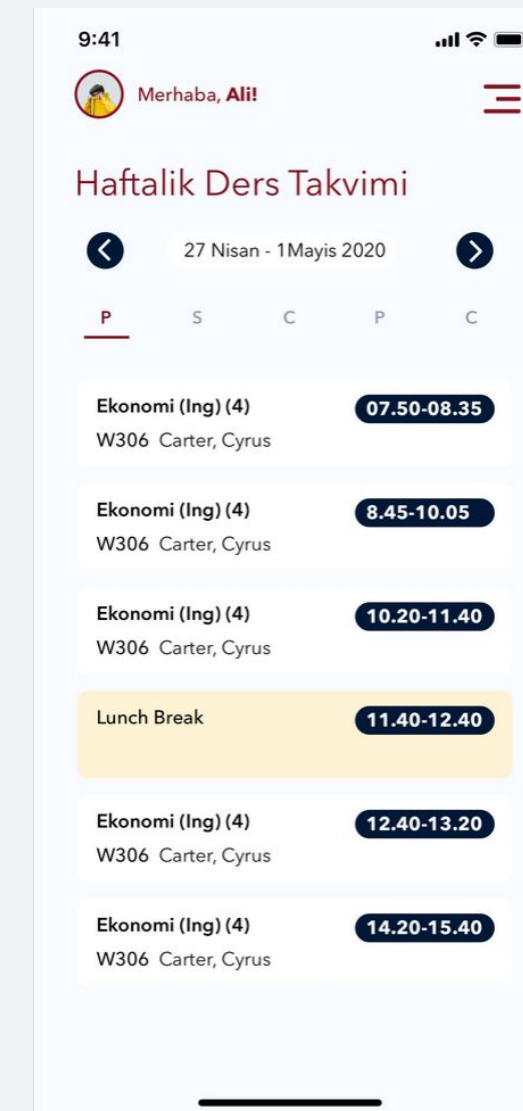 9:41
Merhaba, Ali!
Haftalik Ders Takvimi
27 Nisan - 1Mayis 2020
P S C P C
Ekonomi (Ing) (4) 07.50-08.35
W306 Carter, Cyrus
Ekonomi (Ing) (4) 8.45-10.05
W306 Carter, Cyrus
Ekonomi (Ing) (4) 10.20-11.40
W306 Carter, Cyrus
Lunch Break 11.40-12.40
Ekonomi (Ing) (4) 12.40-13.20
W306 Carter, Cyrus
Ekonomi (Ing) (4) 14.20-15.40
W306 Carter, Cyrus